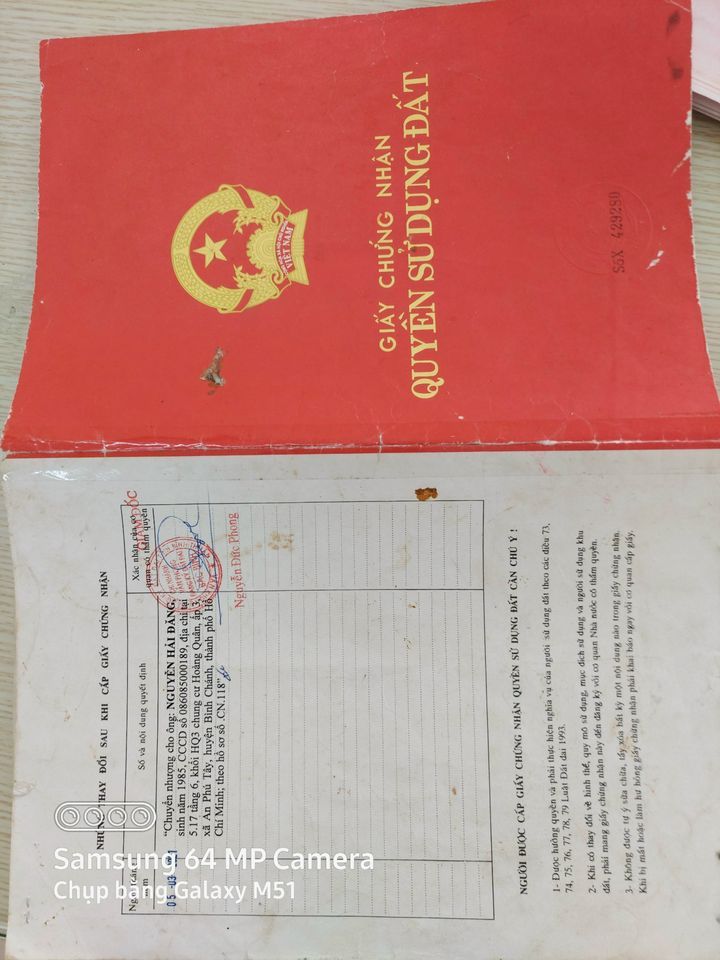 GIẤY CHỨNG NHẬN
QUYỀN SỬ DỤNG ĐẤT
VIỆT NAM
SốX 429280
NHỮNG THAY ĐỔI SAU KHI CẤP GIẤY CHỨNG NHẬN
Số và nội dung quyết định
Xác nhận của cơ
quan có thẩm quyền
GIÁM ĐỐC
05 -03
"Chuyển nhượng cho ông: NGUYỄN HẢI ĐĂNG,
sinh năm 1985, CCCD số 086085000189, địa chỉ tại
5.17 tầng 6, khối HQ3 chung cư Hoàng Quân, ấp 3,
xã An Phú Tây, huyện Bình Chánh, thành phố Hồ
Chí Minh; theo hồ sơ số .CN.118"
Nguyễn Đức Phong
NGƯỜI ĐƯỢC CẤP GIẤY CHỨNG NHẬN QUYỀN SỬ DỤNG ĐẤT CẦN CHÚ Ý !
1- Được hưởng quyền và phải thực hiện nghĩa vụ của người sử dụng đất theo các điều 73,
74, 75, 76, 77, 78, 79 Luật Đất đai 1993.
2- Khi có thay đổi về hình thể, quy mô sử dụng, mục đích sử dụng và người sử dụng khu
đất, phải mang giấy chứng nhận này đến đăng ký với cơ quan Nhà nước có thẩm quyền.
3- Không được tự ý sửa chữa, tẩy xóa bất kỳ một nội dung nào trong giấy chứng nhận.
Khi bị mất hoặc làm hư hỏng giấy chứng nhận phải khai báo ngay với cơ quan cấp giấy.
Samsung 64 MP Camera
Chụp bằng Galaxy M51